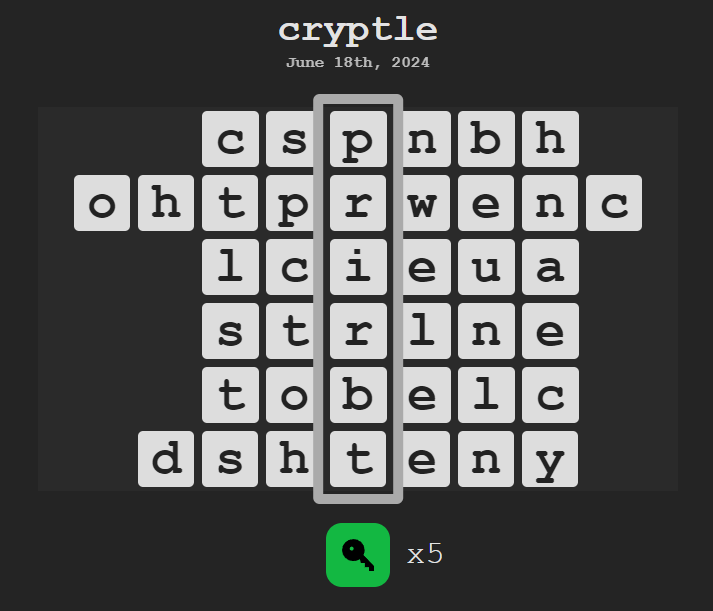 cryptle
June 18th, 2024
c s p n b h
o h t p r w e n c
l c i e u a
s t r l n e
t o b e l c
d s h t e n y
x5